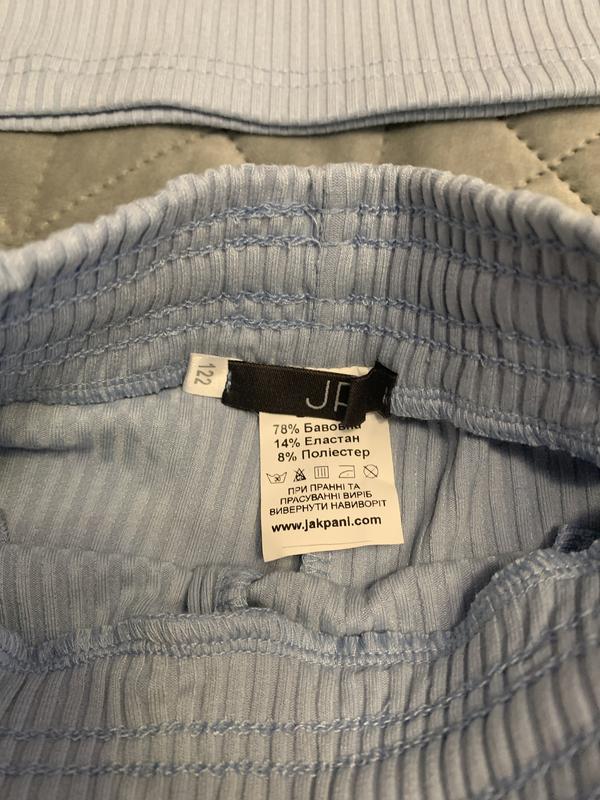 122
JP
78% Бавовна
14% Еластан
8% Поліестер
ПРИ ПРАННІ ТА
ПРАСУВАННІ ВИРІБ
ВИВЕРНУТИ НАВИВОРІТ
www.jakpani.com